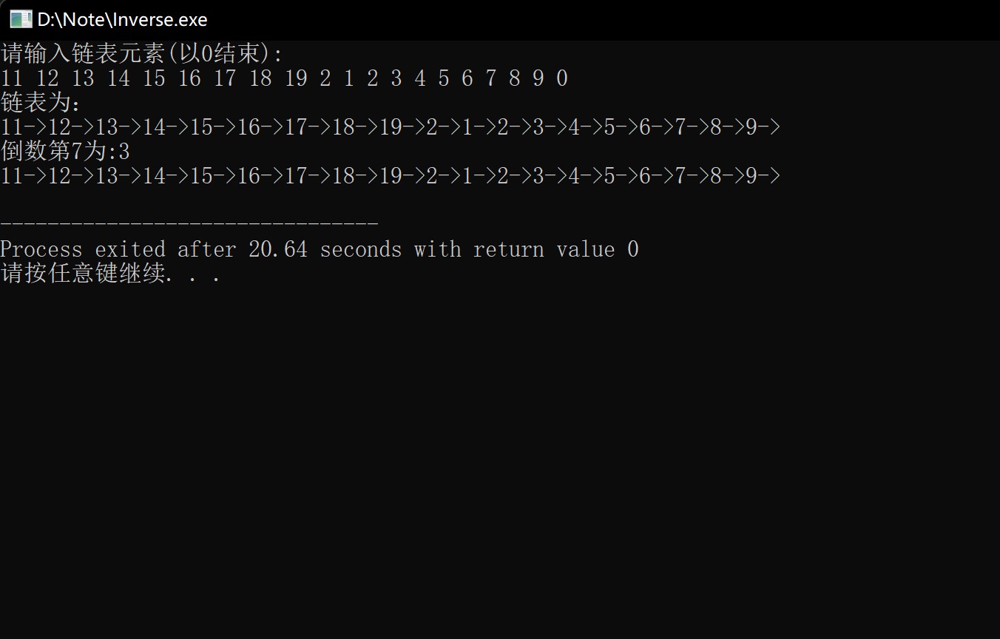 D:\Note\Inverse.exe
请输入链表元素(以0结束):
11 12 13 14 15 16 17 18 19 2 1 2 3 4 5 6 7 8 9 0
链表为:
11->12->13->14->15->16->17->18->19->2->1->2->3->4->5->6->7->8->9->
倒数第7为:3
11->12->13->14->15->16->17->18->19->2->1->2->3->4->5->6->7->8->9->
--------------------------------
Process exited after 20.64 seconds with return value 0
请按任意键继续. . .